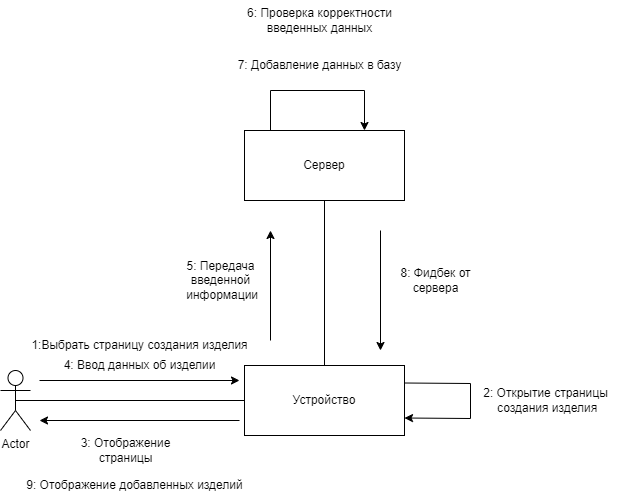 6: Проверка корректности
введенных данных
7: Добавление данных в базу
Сервер
5: Передача
введенной
информации
8: Фидбек от
сервера
1:Выбрать страницу создания изделия
4: Ввод данных об изделии
Устройство
2: Открытие страницы
создания изделия
Actor
3: Отображение
страницы
9: Отображение добавленных изделий